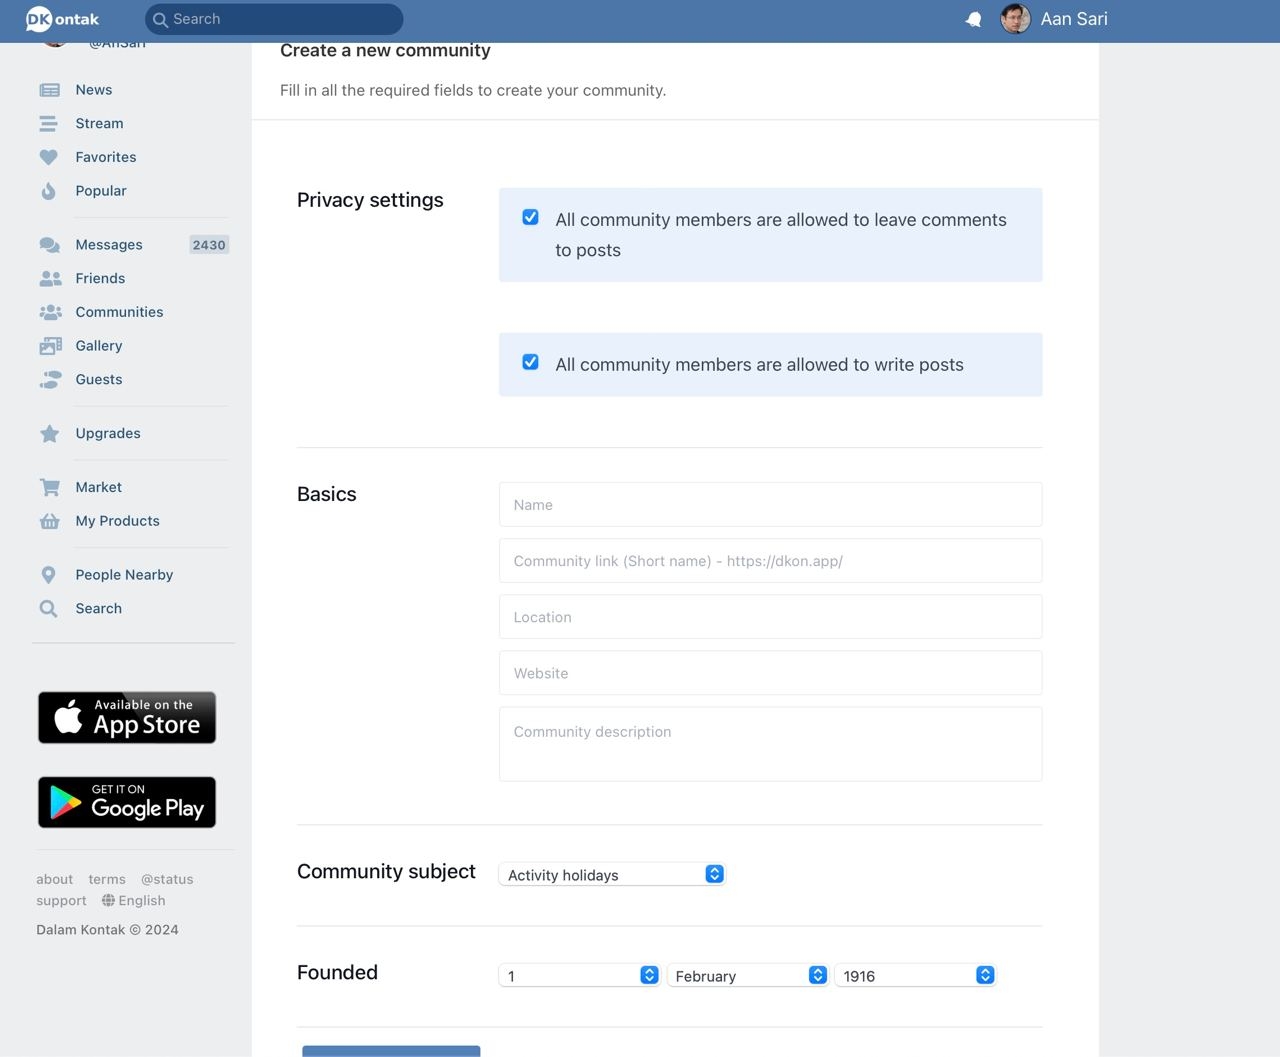 DKontak
Search
Aan Sari
@AnSari
News
Stream
Favorites
Popular
Messages 2430
Friends
Communities
Gallery
Guests
Upgrades
Market
My Products
People Nearby
Search
Available on the
App Store
GET IT ON
Google Play
about terms @status
support English
Dalam Kontak © 2024
Create a new community
Fill in all the required fields to create your community.
Privacy settings
All community members are allowed to leave comments
to posts
All community members are allowed to write posts
Basics
Name
Community link (Short name) - https://dkon.app/
Location
Website
Community description
Community subject
Activity holidays
Founded
1 February 1916